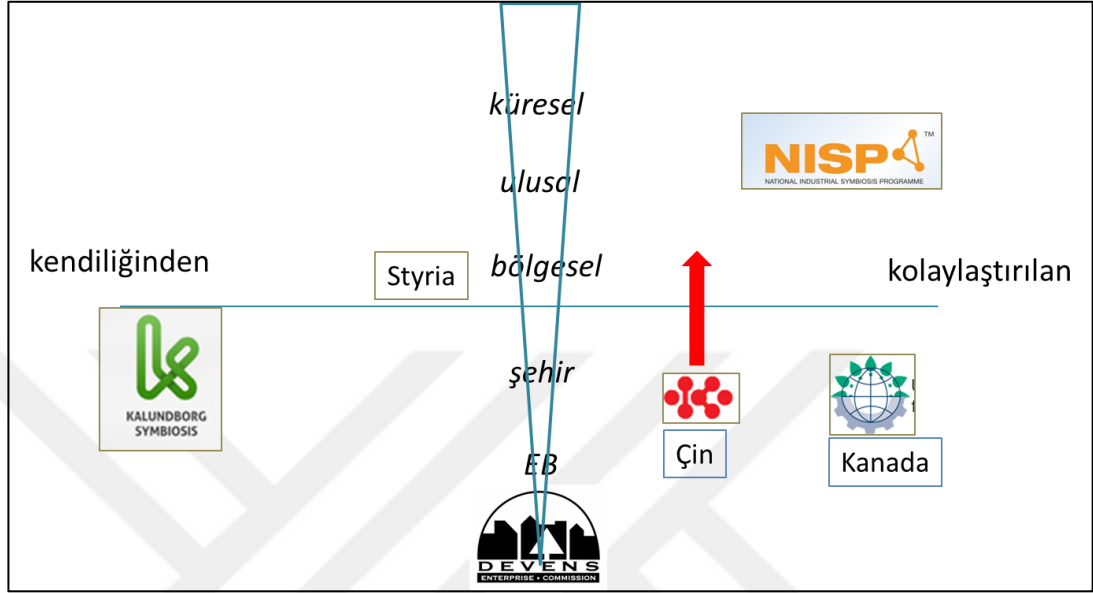 küresel
NISP™
NATIONAL INDUSTRIAL SYMBIOSIS PROGRAMME
ulusal
kendiliğinden
Styria
bölgesel
kolaylaştırılan
KALUNDBORG
SYMBIOSIS
şehir
Çin
Kanada
EB
DEVENS
ENTERPRISE • COMMISSION